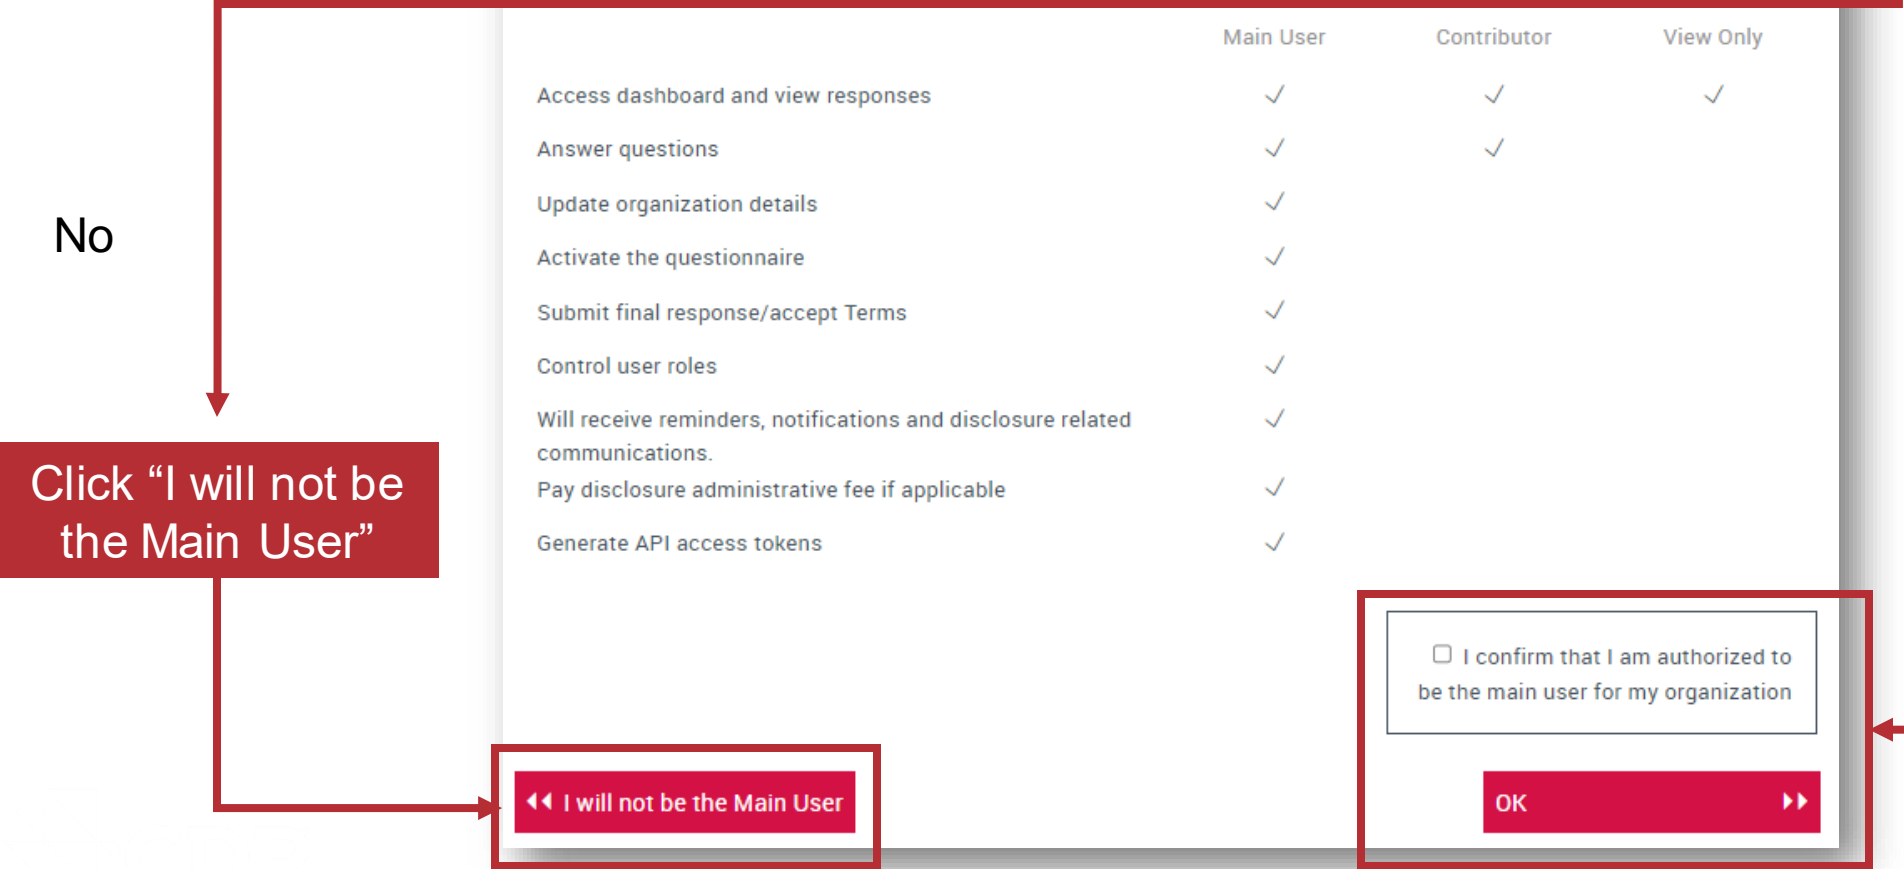 Main User Contributor View Only
Access dashboard and view responses
Answer questions
Update organization details
No
Activate the questionnaire
Submit final response/accept Terms
Control user roles
Will receive reminders, notifications and disclosure related
communications.
Pay disclosure administrative fee if applicable
Generate API access tokens
Click “I will not be
the Main User”
I confirm that I am authorized to
be the main user for my organization
I will not be the Main User
OK